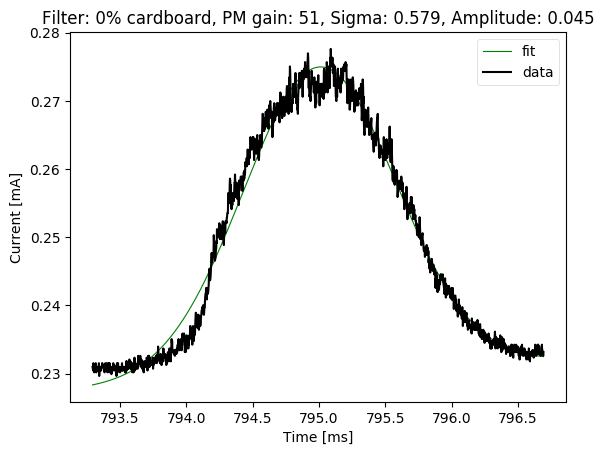 Filter: 0% cardboard, PM gain: 51, Sigma: 0.579, Amplitude: 0.045
0.28
0.27
0.26
0.25
0.24
0.23
Current [mA]
fit
data
793.5 794.0 794.5 795.0 795.5 796.0 796.5
Time [ms]